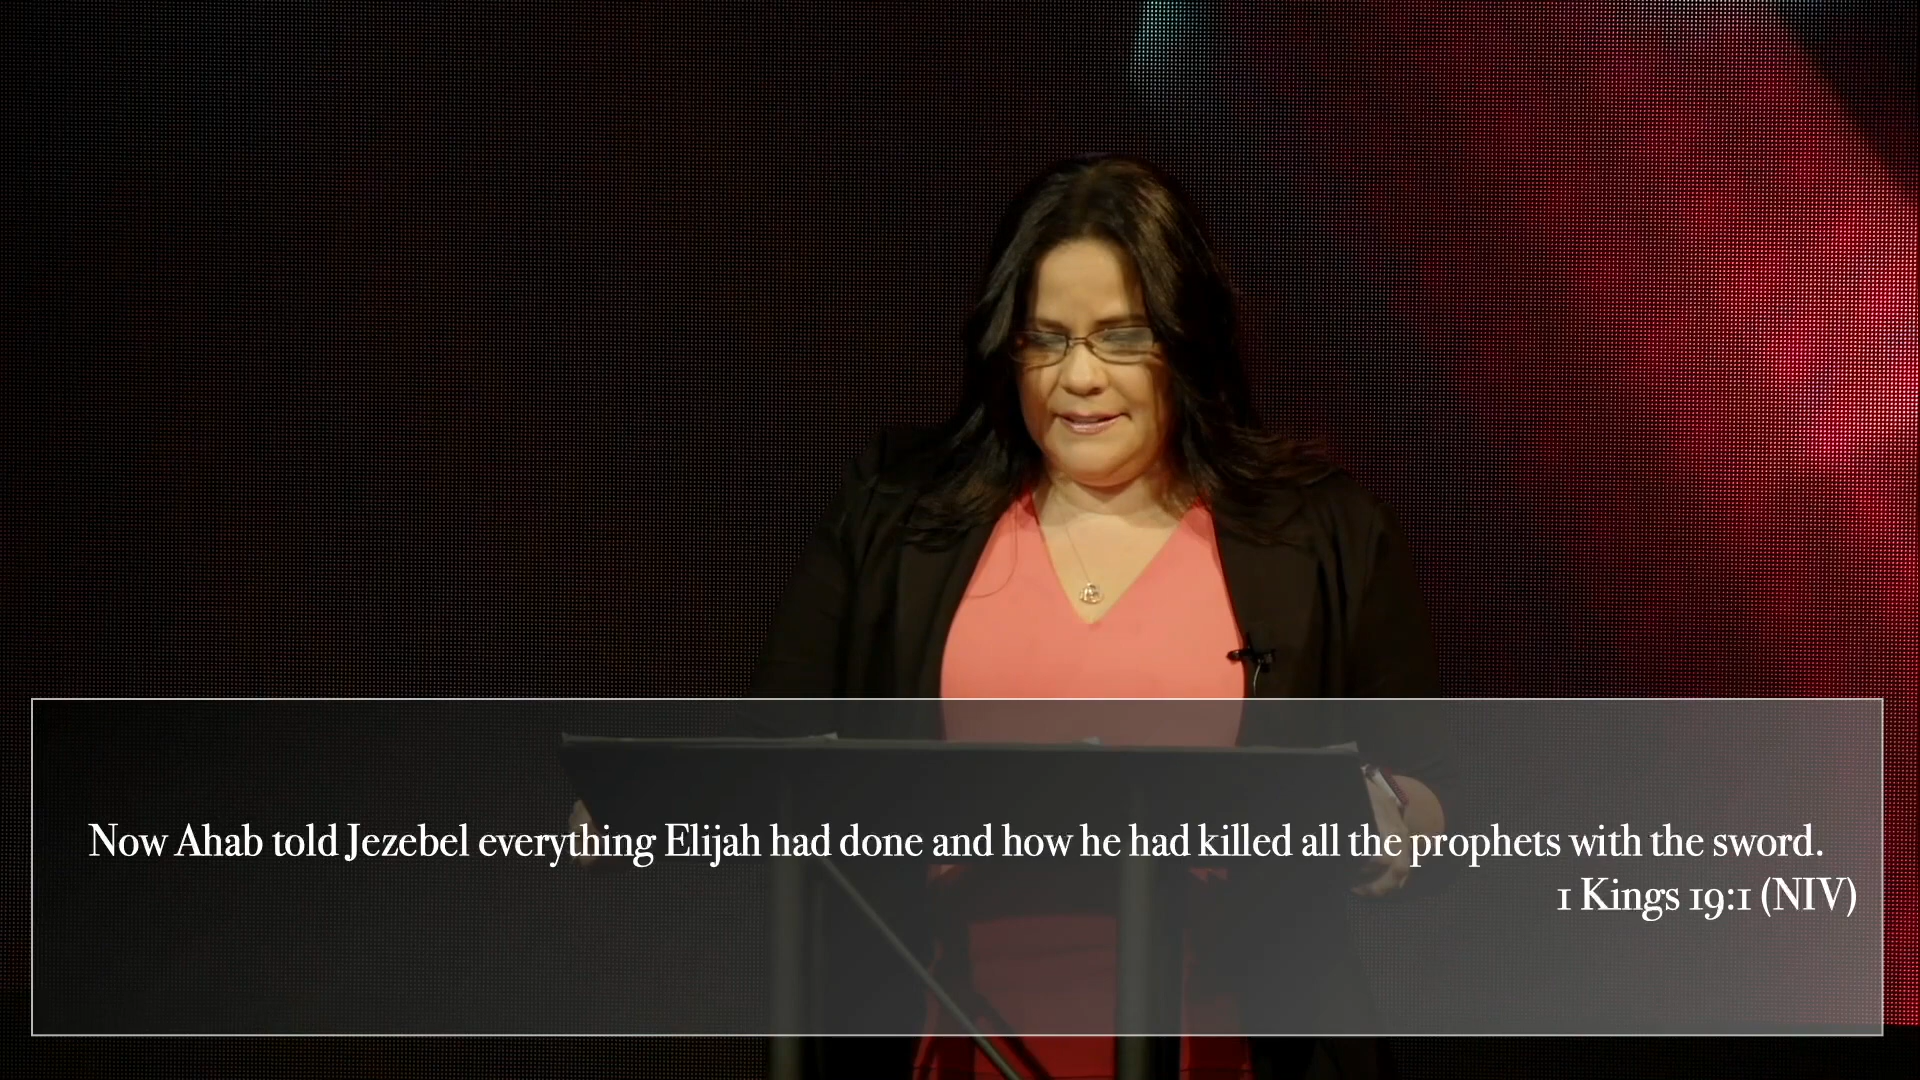 Now Ahab told Jezebel everything Elijah had done and how he had killed all the prophets with the sword.
1 Kings 19:1 (NIV)